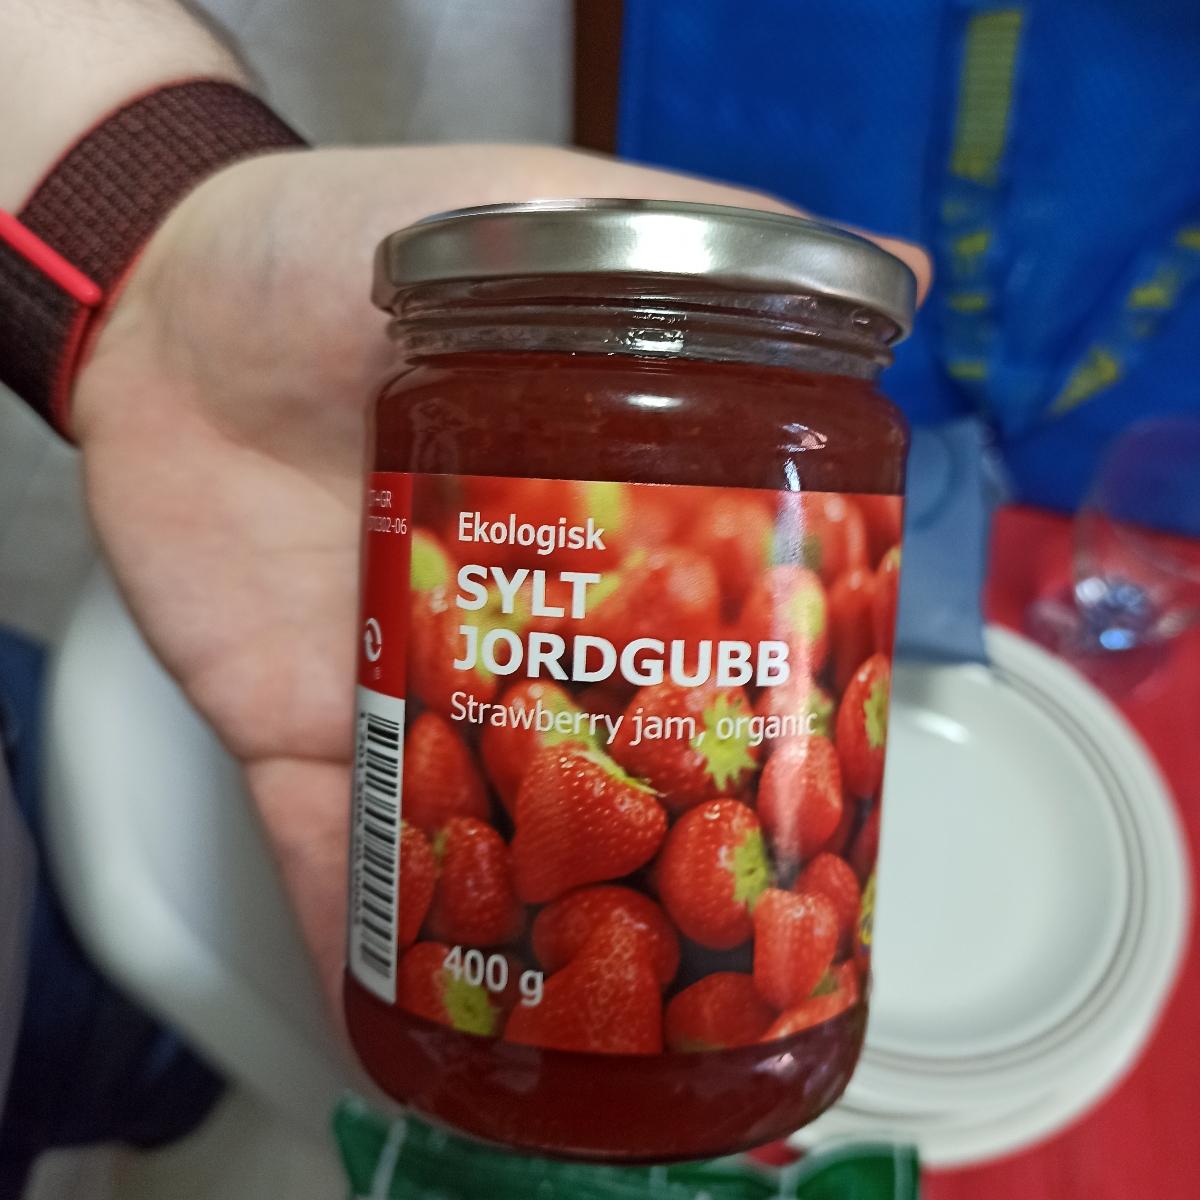 Ekologisk
SYLT
JORDGUBB
Strawberry jam, organic
400 g